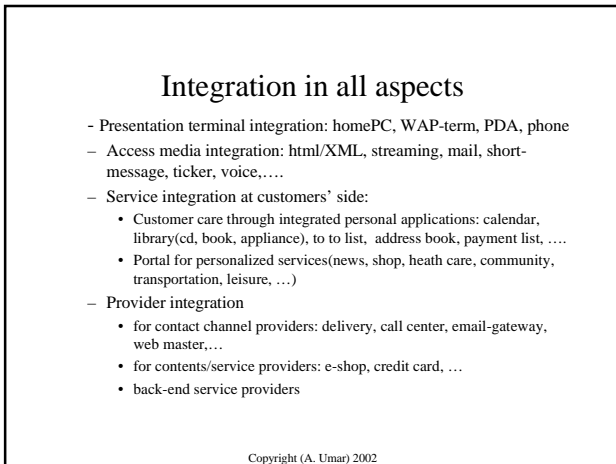 Integration in all aspects
- Presentation terminal integration: homePC, WAP-term, PDA, phone
– Access media integration: html/XML, streaming, mail, short-
message, ticker, voice,….
– Service integration at customers’ side:
• Customer care through integrated personal applications: calendar,
library(cd, book, appliance), to to list, address book, payment list, ….
• Portal for personalized services(news, shop, heath care, community,
transportation, leisure, …)
– Provider integration
• for contact channel providers: delivery, call center, email-gateway,
web master,…
• for contents/service providers: e-shop, credit card, …
• back-end service providers
Copyright (A. Umar) 2002